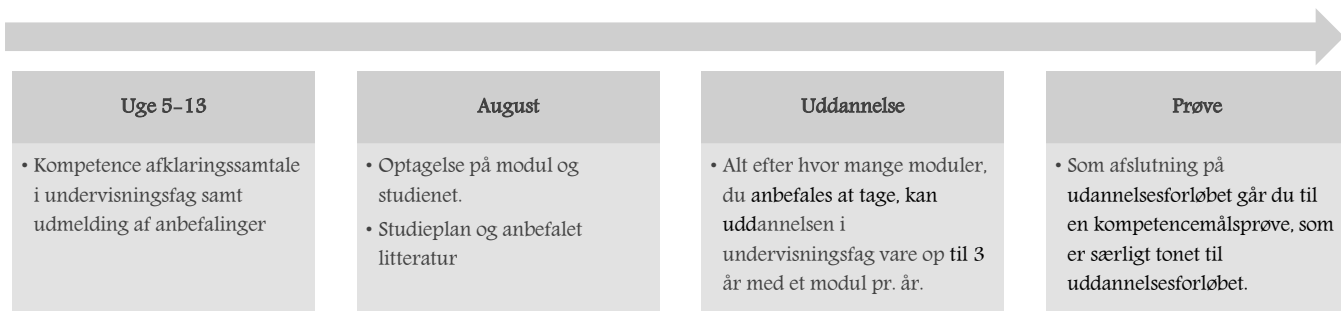 Uge 5-13
• Kompetence afklaringssamtale
i undervisningsfag samt
udmelding af anbefalinger
August
• Optagelse på modul og
studienet.
• Studieplan og anbefalet
litteratur
Uddannelse
• Alt efter hvor mange moduler,
du anbefales at tage, kan
uddannelsen i
undervisningsfag vare op til 3
år med et modul pr. år.
Prøve
• Som afslutning på
udannelsesforløbet går du til
en kompetencemålsprøve, som
er særligt tonet til
uddannelsesforløbet.